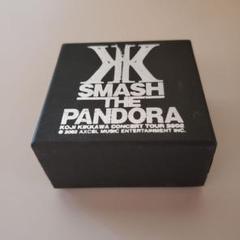 KK
SMASH
THE
PANDORA
KOJI KIKKAWA CONCERT TOUR 2002
© 2002 AXCEL MUSIC ENTERTAINMENT INC.